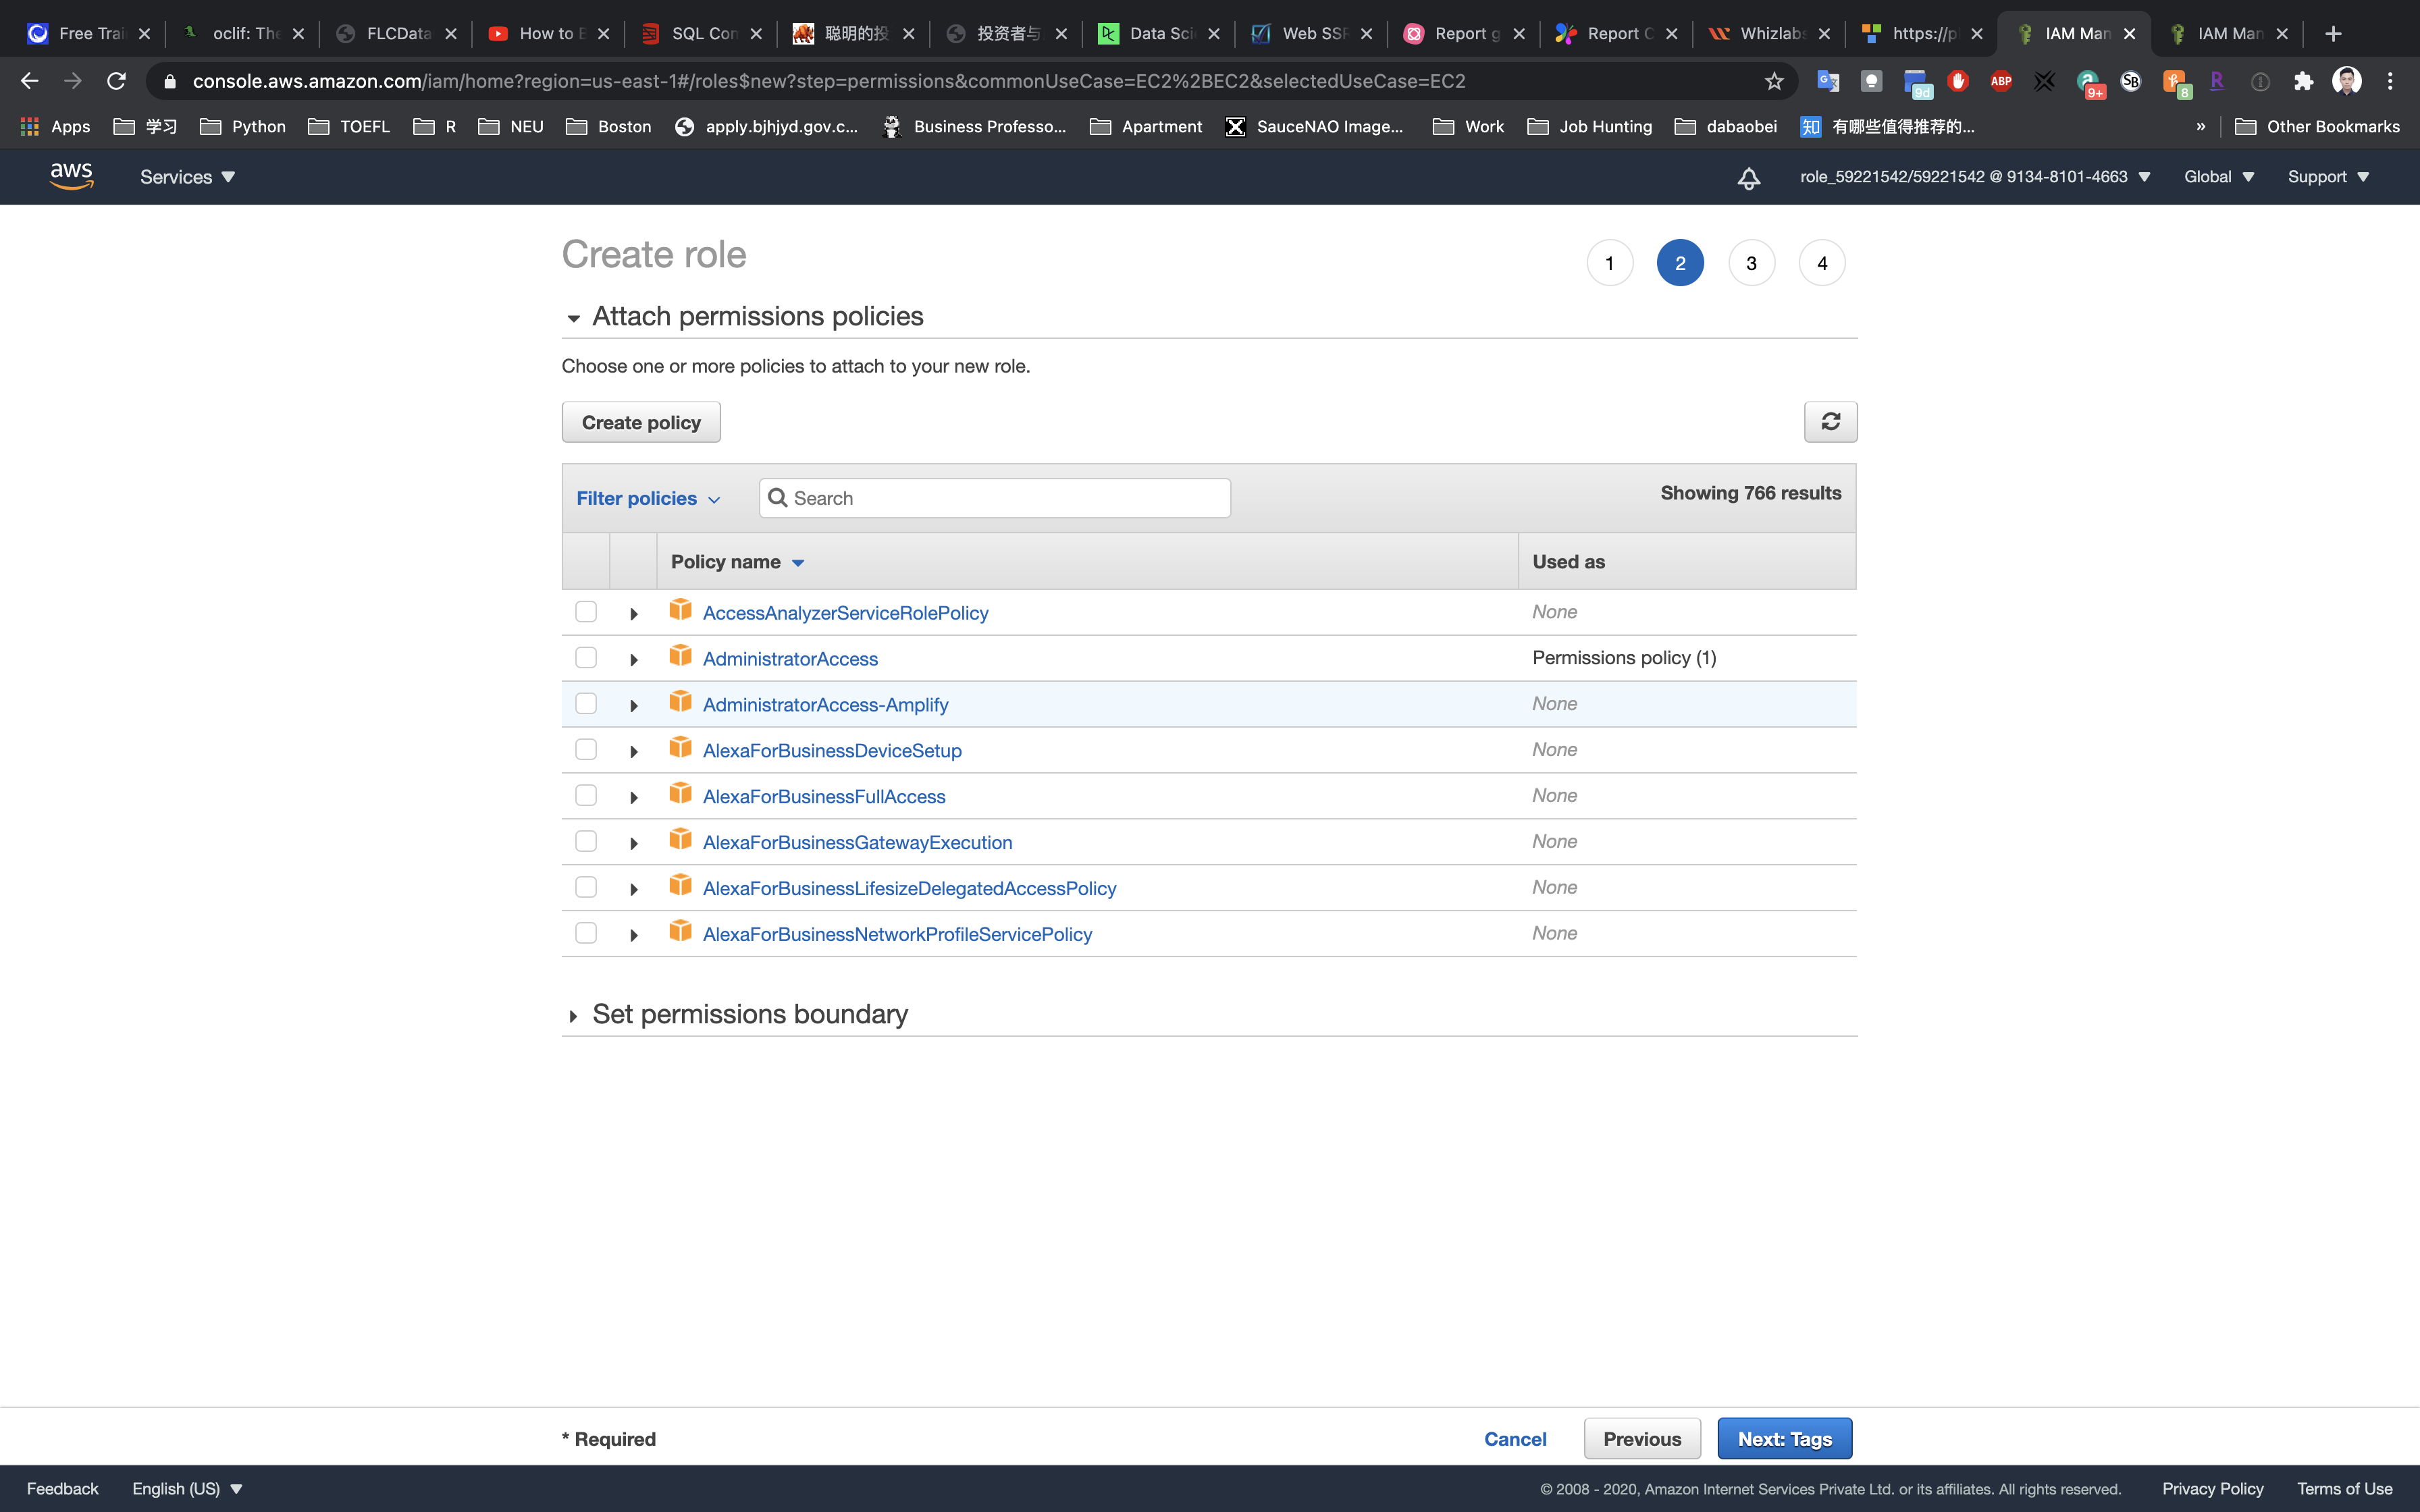 Free Trai
oclif: The
FLCData
How to B
SQL Con
聪明的投
投资者与
Data Sci
Web SSR
Report g
Report C
Whizlabs
https://p
IAM Man
IAM Man
console.aws.amazon.com/iam/home?region=us-east-1#/roles$new?step=permissions&commonUseCase=EC2%2BEC2&selectedUseCase=EC2
9d
ABP
9+
SB
8
R
Apps
学习
Python
TOEFL
R
NEU
Boston
apply.bjhjyd.gov.c...
Business Professo...
Apartment
SauceNAO Image...
Work
Job Hunting
dabaobei
知 有哪些值得推荐的...
»
Other Bookmarks
aws
Services
role_59221542/59221542 @ 9134-8101-4663
Global
Support
Create role
1
2
3
4
Attach permissions policies
Choose one or more policies to attach to your new role.
Create policy
Filter policies
Search
Showing 766 results
Policy name
Used as
AccessAnalyzerServiceRolePolicy
None
AdministratorAccess
Permissions policy (1)
AdministratorAccess-Amplify
None
AlexaForBusinessDeviceSetup
None
AlexaForBusinessFullAccess
None
AlexaForBusinessGatewayExecution
None
AlexaForBusinessLifesizeDelegatedAccessPolicy
None
AlexaForBusinessNetworkProfileServicePolicy
None
Set permissions boundary
* Required
Cancel
Previous
Next: Tags
Feedback
English (US)
© 2008 - 2020, Amazon Internet Services Private Ltd. or its affiliates. All rights reserved.
Privacy Policy
Terms of Use